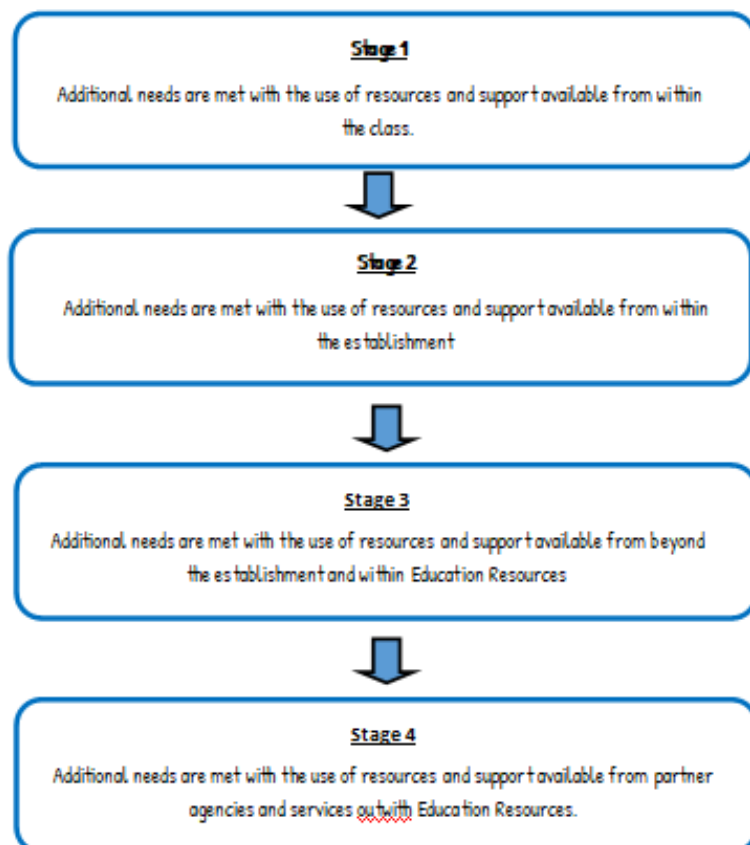 Stage 1
Additional needs are met with the use of resources and support available from within
the class.
Stage 2
Additional needs are met with the use of resources and support available from within
the establishment
Stage 3
Additional needs are met with the use of resources and support available from beyond
the establishment and within Education Resources
Stage 4
Additional needs are met with the use of resources and support available from partner
agencies and services outwith Education Resources.